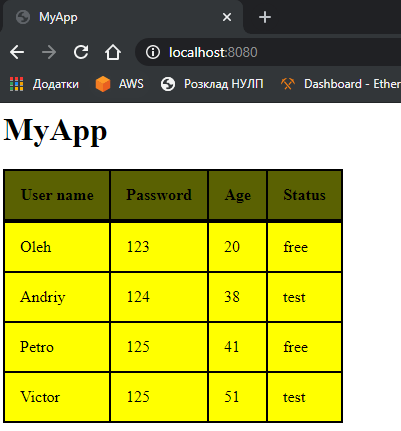 MyApp
localhost:8080
Додатки AWS Розклад НУЛП Dashboard - Ether
MyApp
User name Password Age Status
Oleh 123 20 free
Andriy 124 38 test
Petro 125 41 free
Victor 125 51 test